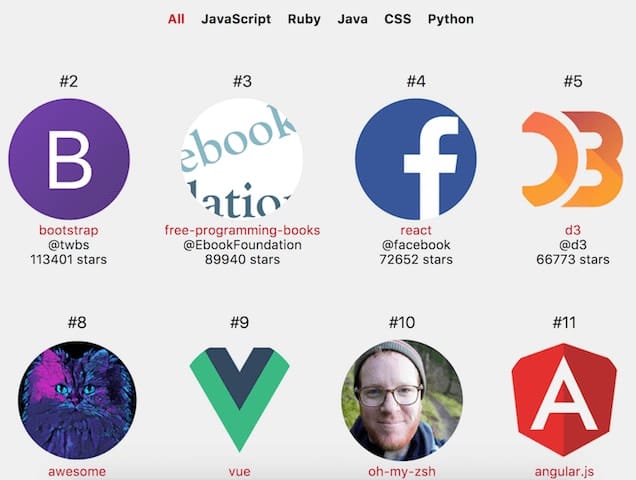 All JavaScript Ruby Java CSS Python
#2 #3 #4 #5
B
ebook
dation
f
D3
bootstrap free-programming-books react d3
@twbs @EbookFoundation @facebook @d3
113401 stars 89940 stars 72652 stars 66773 stars
#8 #9 #10 #11
A
awesome vue oh-my-zsh angular.js